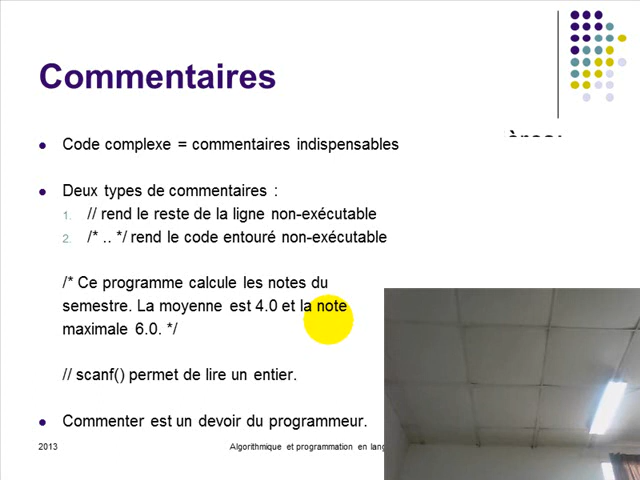 Commentaires
Code complexe = commentaires indispensables
Deux types de commentaires :
1. // rend le reste de la ligne non-exécutable
2. /* .. */ rend le code entouré non-exécutable
/* Ce programme calcule les notes du
semestre. La moyenne est 4.0 et la note
maximale 6.0. */
// scanf() permet de lire un entier.
Commenter est un devoir du programmeur.
2013
Algorithmique et programmation en lang